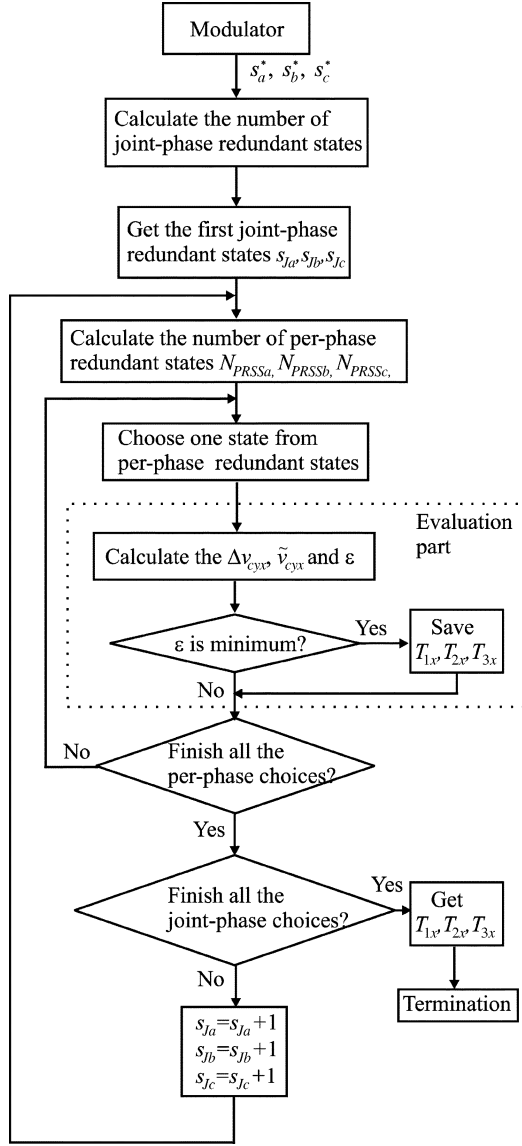 Modulator
s*a, s*b, s*c
Calculate the number of
joint-phase redundant states
Get the first joint-phase
redundant states sJa,sJb,sJc
Calculate the number of per-phase
redundant states NPRSSa, NPRSSb, NPRSSc,
Choose one state from
per-phase redundant states
Evaluation
part
Calculate the Δvcyx, ṽcyx and ε
ε is minimum?
Yes
Save
T1x,T2x,T3x
No
Finish all the
per-phase choices?
No
Yes
Finish all the
joint-phase choices?
Yes
Get
T1x,T2x,T3x
Termination
No
sJa=sJa+1
sJb=sJb+1
sJc=sJc+1